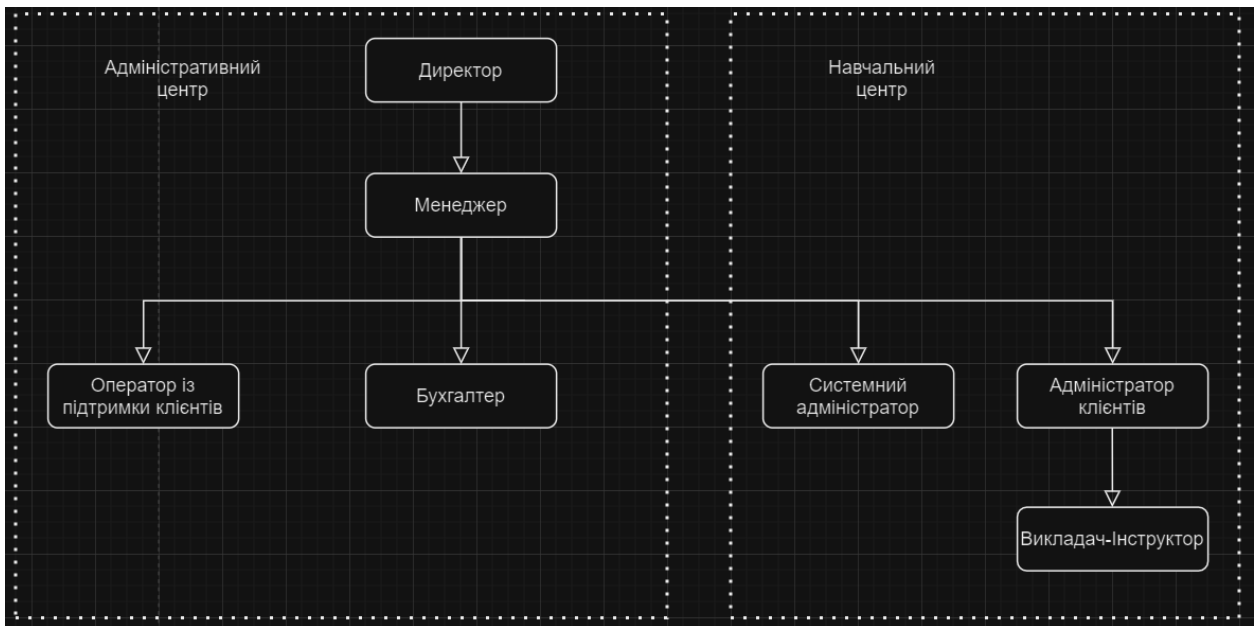 Адміністративний
центр
Директор
Навчальний
центр
Менеджер
Оператор із
підтримки клієнтів
Бухгалтер
Системний
адміністратор
Адміністратор
клієнтів
Викладач-Інструктор